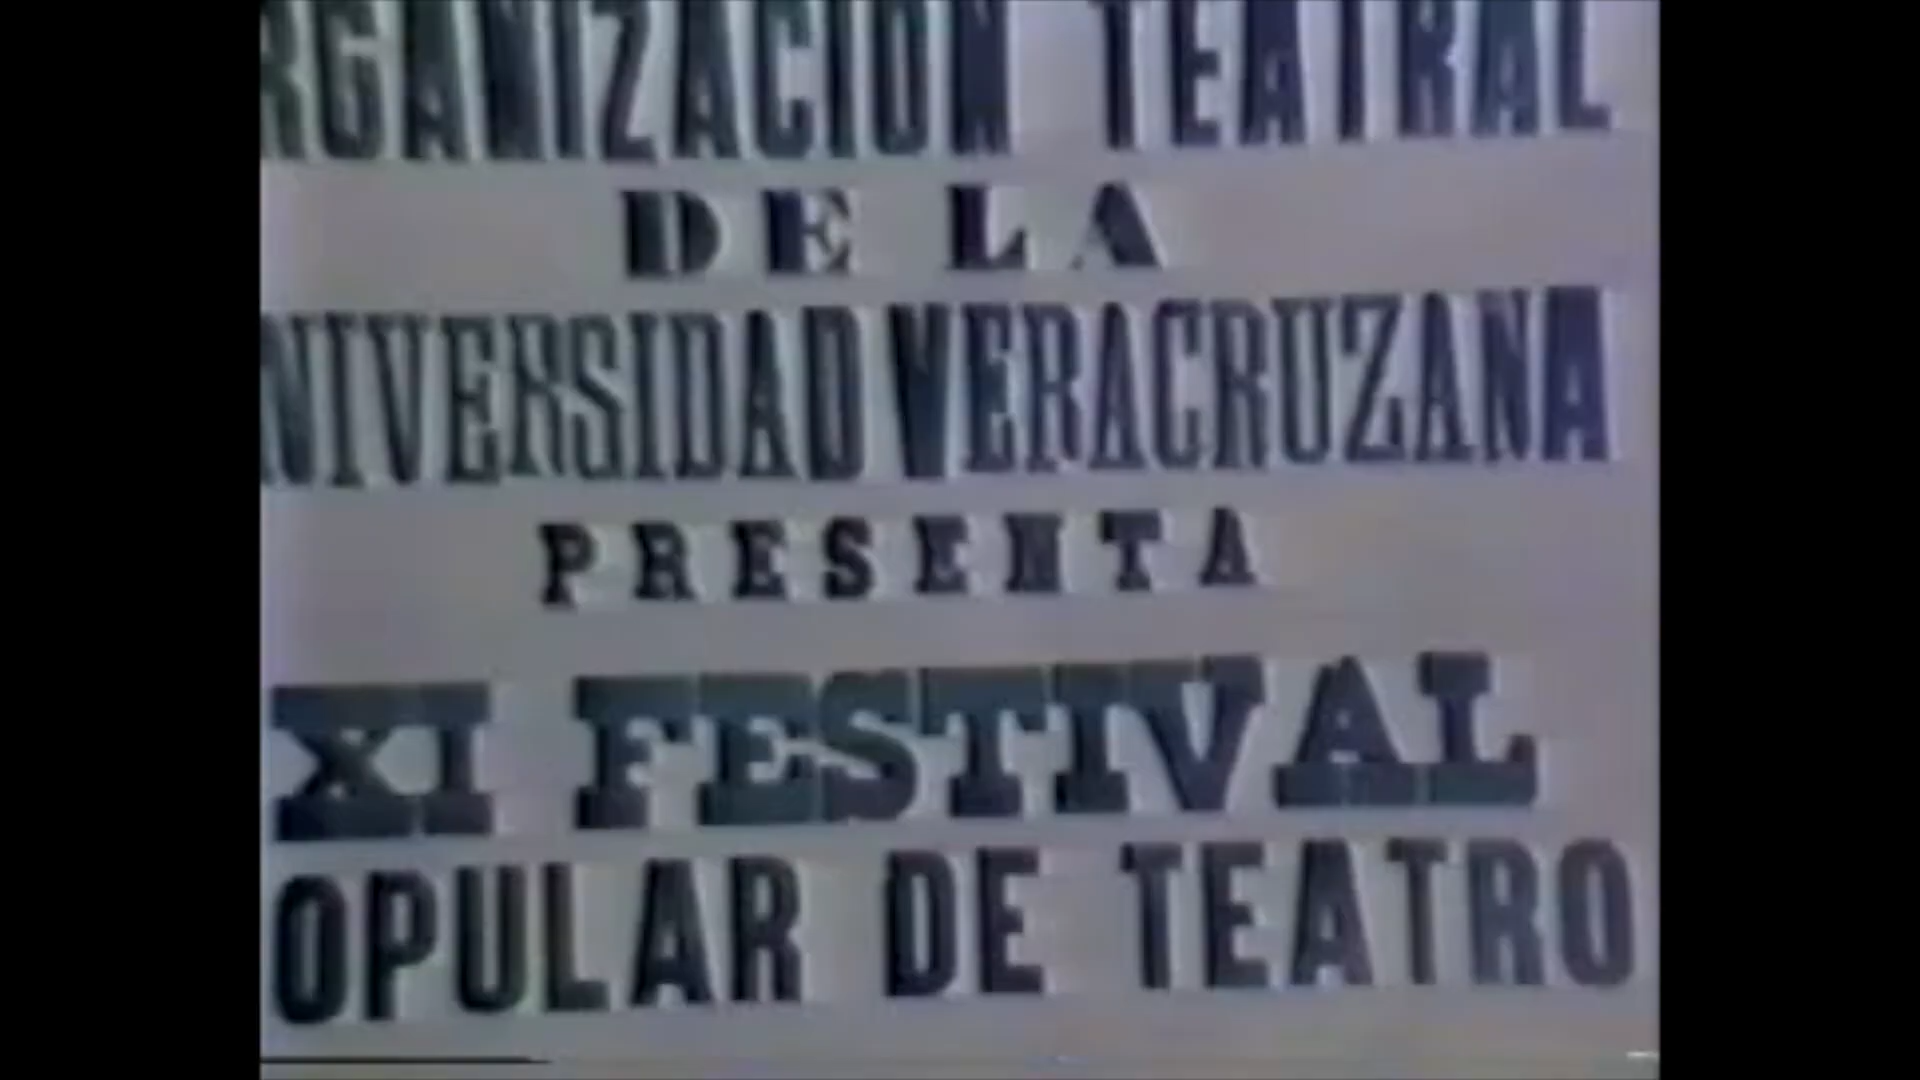 RGANIZACION TEATRAL
DE LA
NIVERSIDAD VERACRUZANA
PRESENTA
XI FESTIVAL
OPULAR DE TEATRO